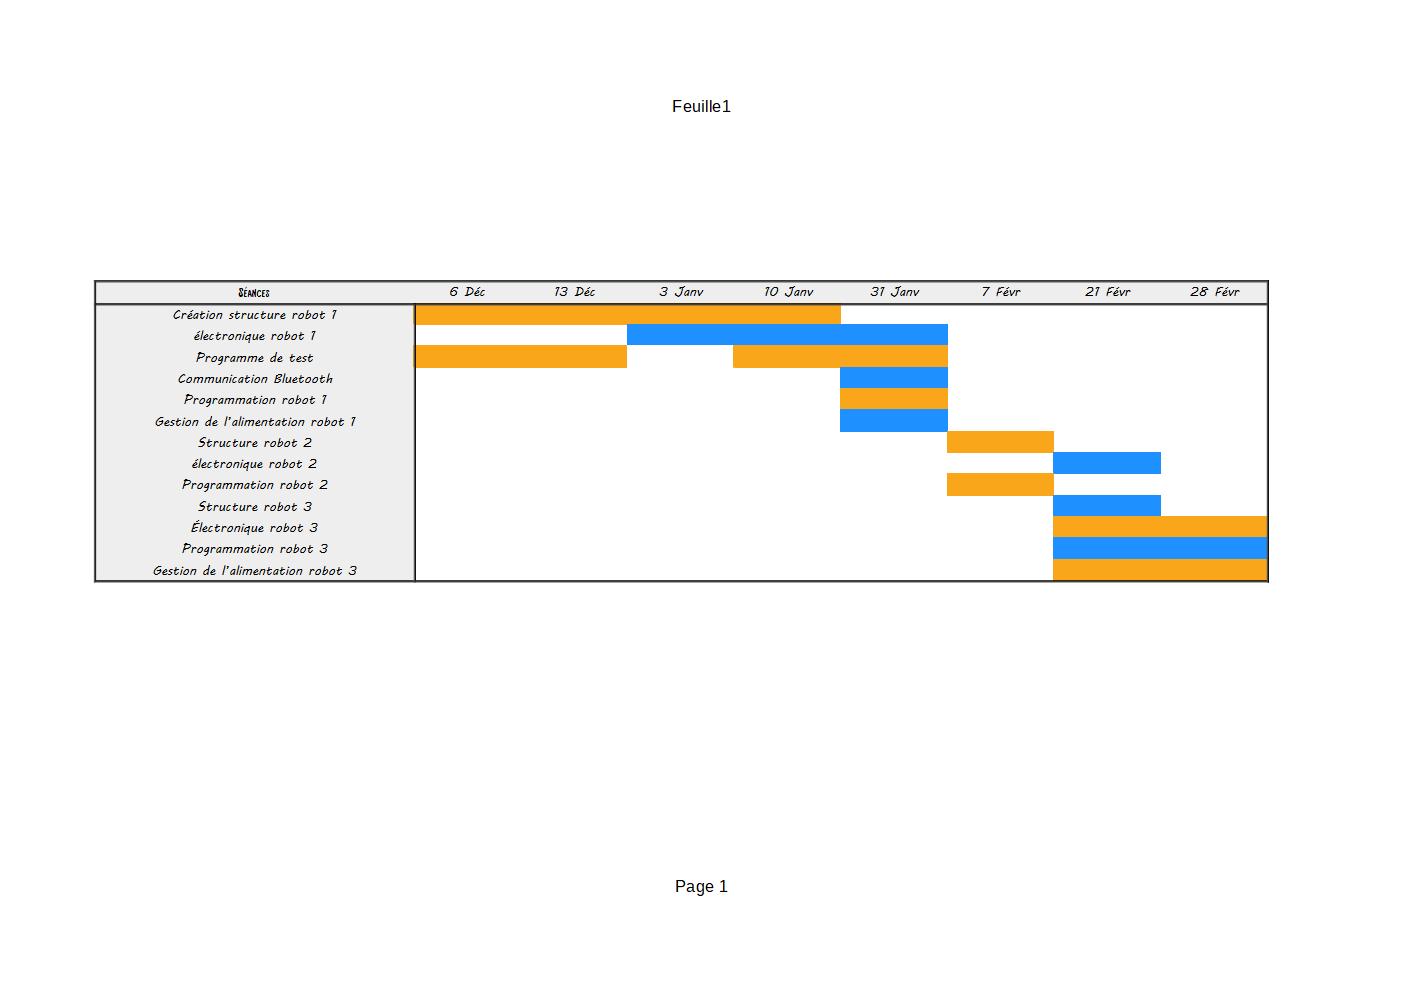 Feuille1
Séances 6 Déc 13 Déc 3 Janv 10 Janv 31 Janv 7 Févr 21 Févr 28 Févr
Création structure robot 1
électronique robot 1
Programme de test
Communication Bluetooth
Programmation robot 1
Gestion de l'alimentation robot 1
Structure robot 2
électronique robot 2
Programmation robot 2
Structure robot 3
Électronique robot 3
Programmation robot 3
Gestion de l'alimentation robot 3
Page 1